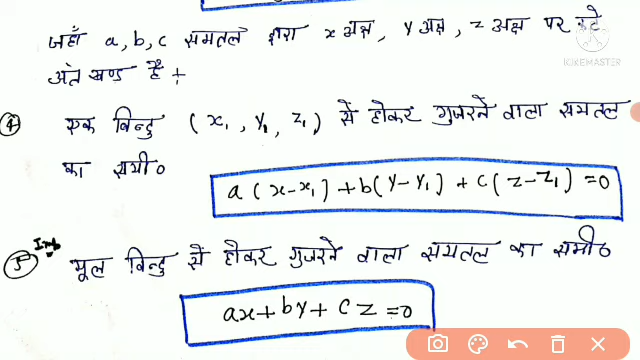 जहाँ a, b, c समतल द्वारा x अक्ष, y अक्ष, z अक्ष पर कटे
अंतः खण्ड है ।
④ एक बिन्दु (x₁, y₁, z₁) से होकर गुजरने वाला समतल
का समी०
a(x-x₁)+b(y-y₁)+c(z-z₁)=0
Imp
⑤ मूल बिन्दु से होकर गुजरने वाला समतल का समी०
ax+by+cz=0
KINEMASTER